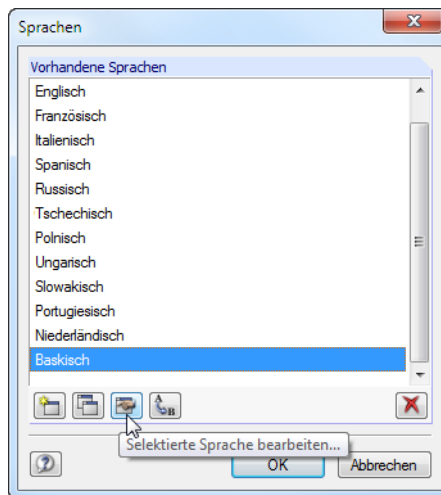 Sprachen
Vorhandene Sprachen
Englisch
Französisch
Italienisch
Spanisch
Russisch
Tschechisch
Polnisch
Ungarisch
Slowakisch
Portugiesisch
Niederländisch
Baskisch
A
B
Selektierte Sprache bearbeiten...
OK
Abbrechen